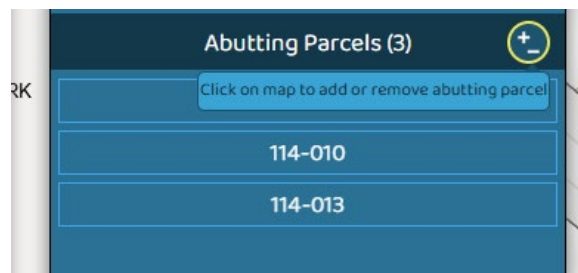 Abutting Parcels (3)
RK
Click on map to add or remove abutting parcel
114-010
114-013